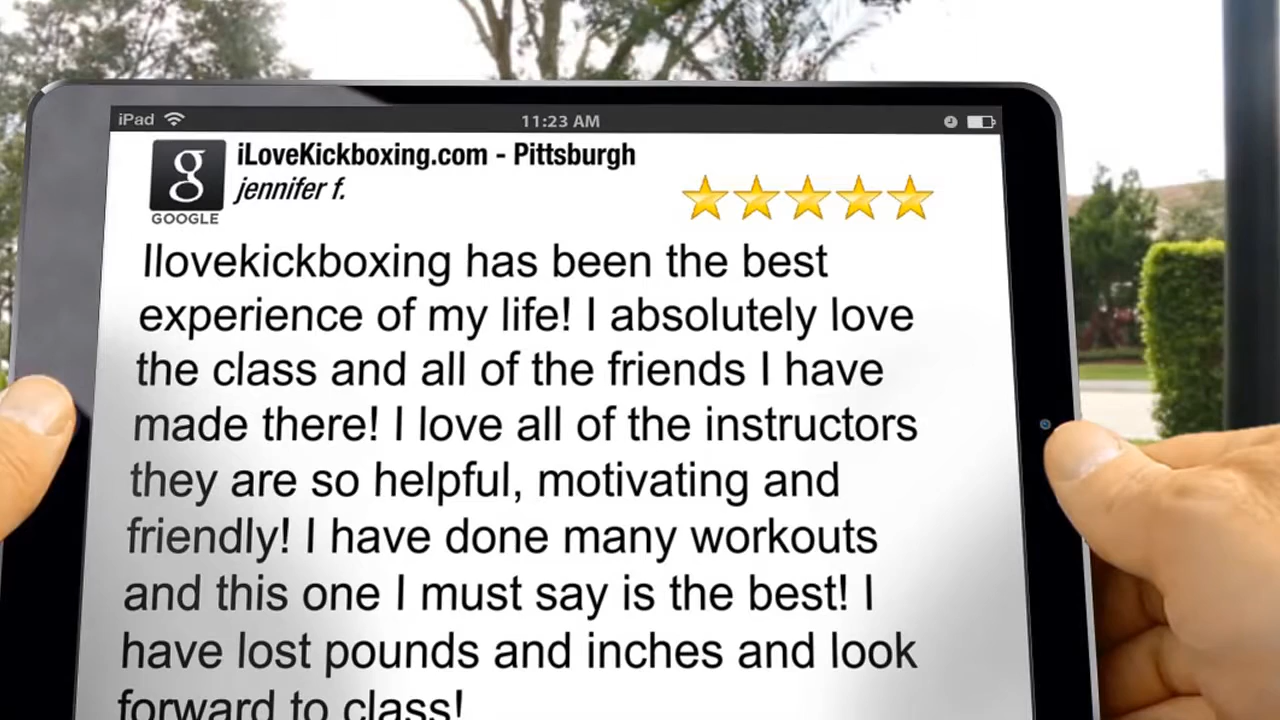 iPad
11:23 AM
g
GOOGLE
iLoveKickboxing.com - Pittsburgh
jennifer f.
Ilovekickboxing has been the best
experience of my life! I absolutely love
the class and all of the friends I have
made there! I love all of the instructors
they are so helpful, motivating and
friendly! I have done many workouts
and this one I must say is the best! I
have lost pounds and inches and look
forward to class!